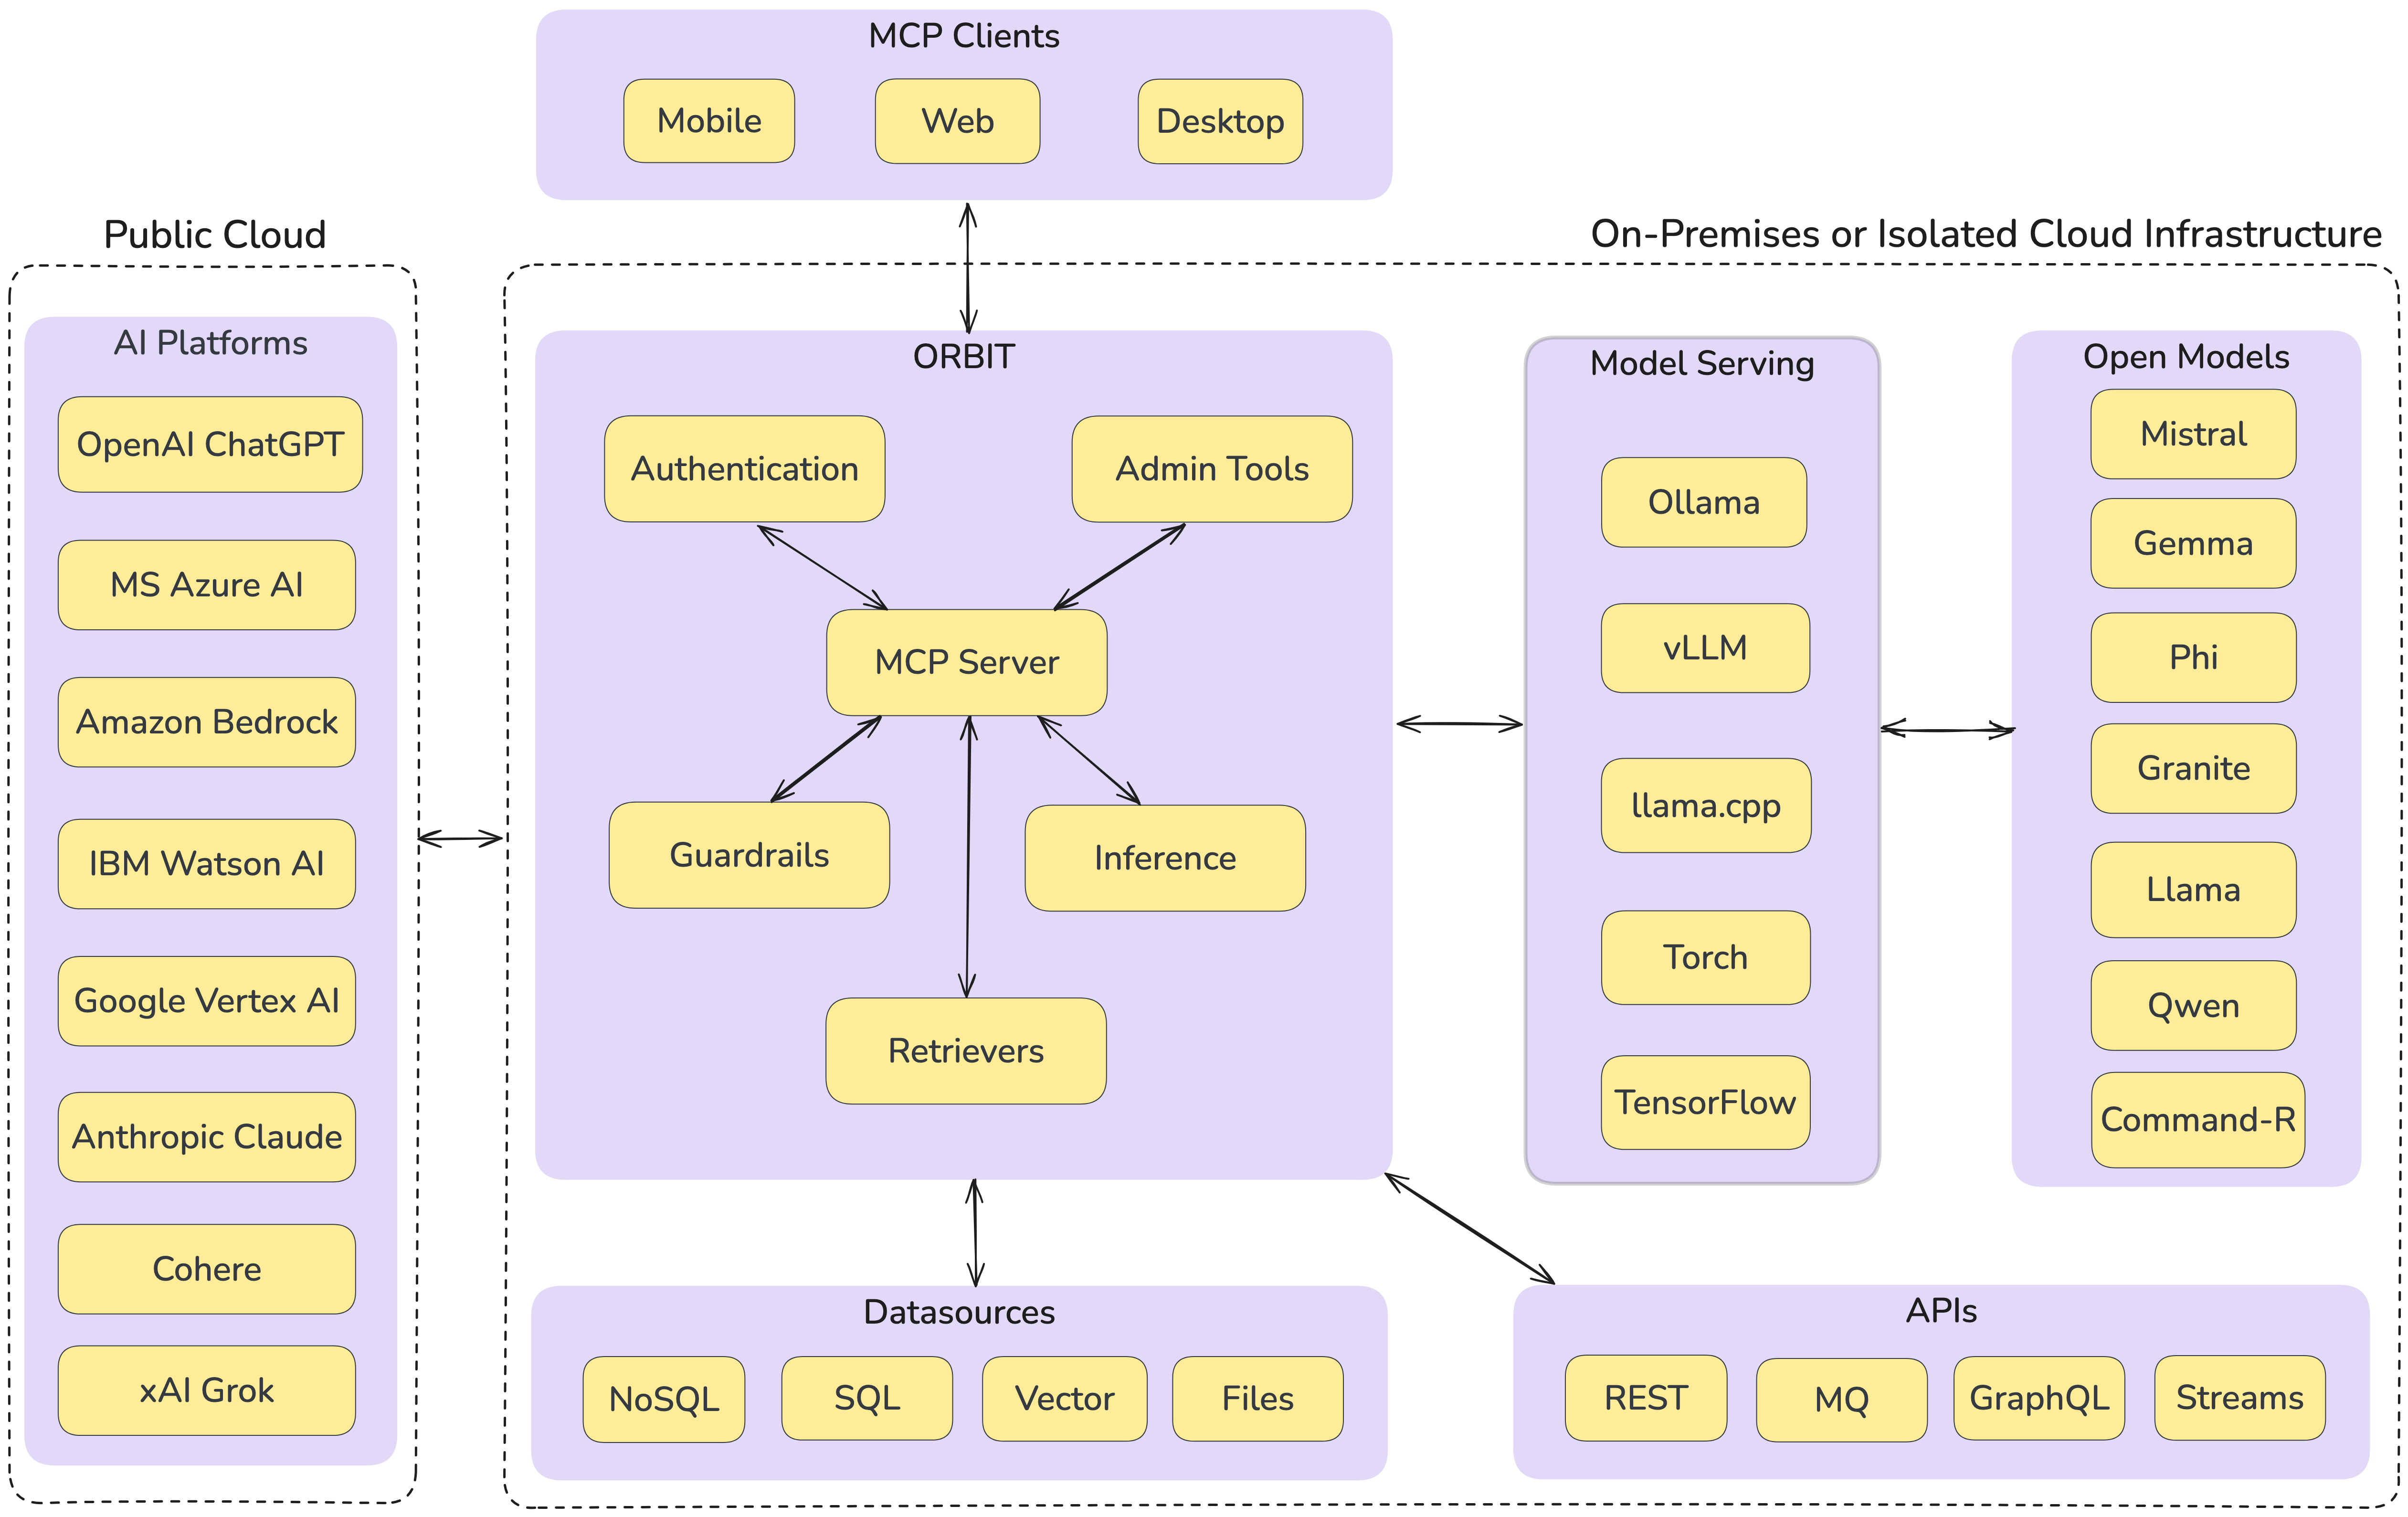 MCP Clients
Mobile
Web
Desktop
Public Cloud
On-Premises or Isolated Cloud Infrastructure
AI Platforms
OpenAI ChatGPT
MS Azure AI
Amazon Bedrock
IBM Watson AI
Google Vertex AI
Anthropic Claude
Cohere
xAI Grok
ORBIT
Authentication
Admin Tools
MCP Server
Guardrails
Inference
Retrievers
Model Serving
Ollama
vLLM
llama.cpp
Torch
TensorFlow
Open Models
Mistral
Gemma
Phi
Granite
Llama
Qwen
Command-R
Datasources
NoSQL
SQL
Vector
Files
APIs
REST
MQ
GraphQL
Streams